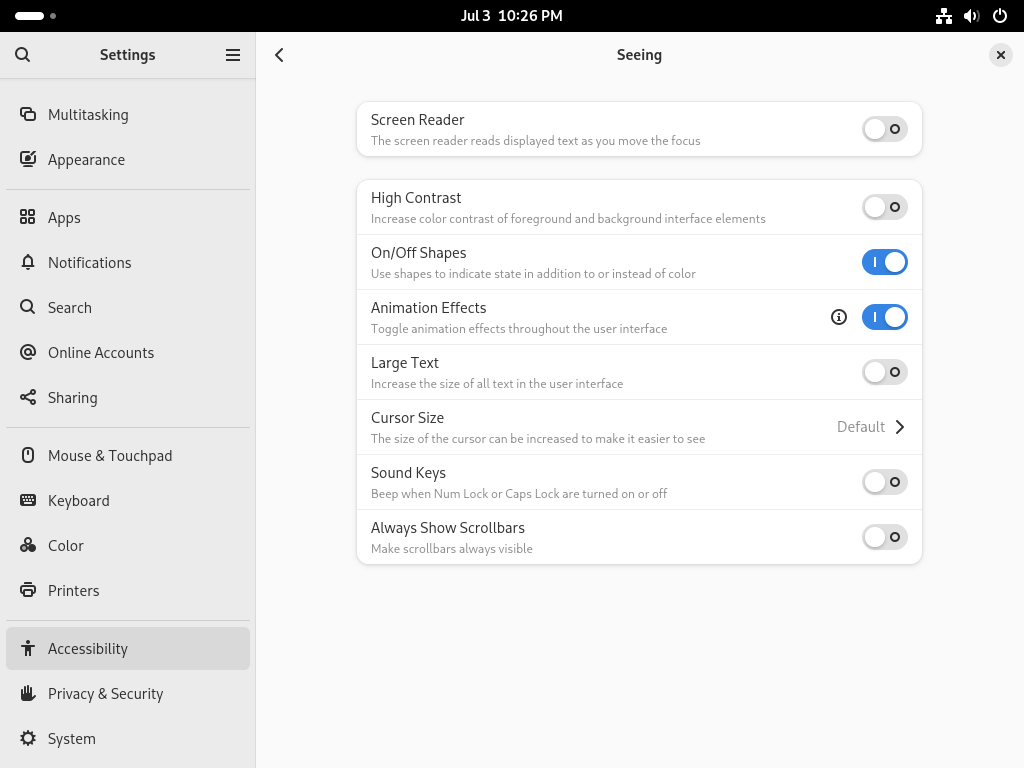 Jul 3 10:26 PM
Settings
Seeing
Multitasking
Appearance
Apps
Notifications
Search
Online Accounts
Sharing
Mouse & Touchpad
Keyboard
Color
Printers
Accessibility
Privacy & Security
System
Screen Reader
The screen reader reads displayed text as you move the focus
High Contrast
Increase color contrast of foreground and background interface elements
On/Off Shapes
Use shapes to indicate state in addition to or instead of color
Animation Effects
Toggle animation effects throughout the user interface
Large Text
Increase the size of all text in the user interface
Cursor Size
The size of the cursor can be increased to make it easier to see
Default
Sound Keys
Beep when Num Lock or Caps Lock are turned on or off
Always Show Scrollbars
Make scrollbars always visible